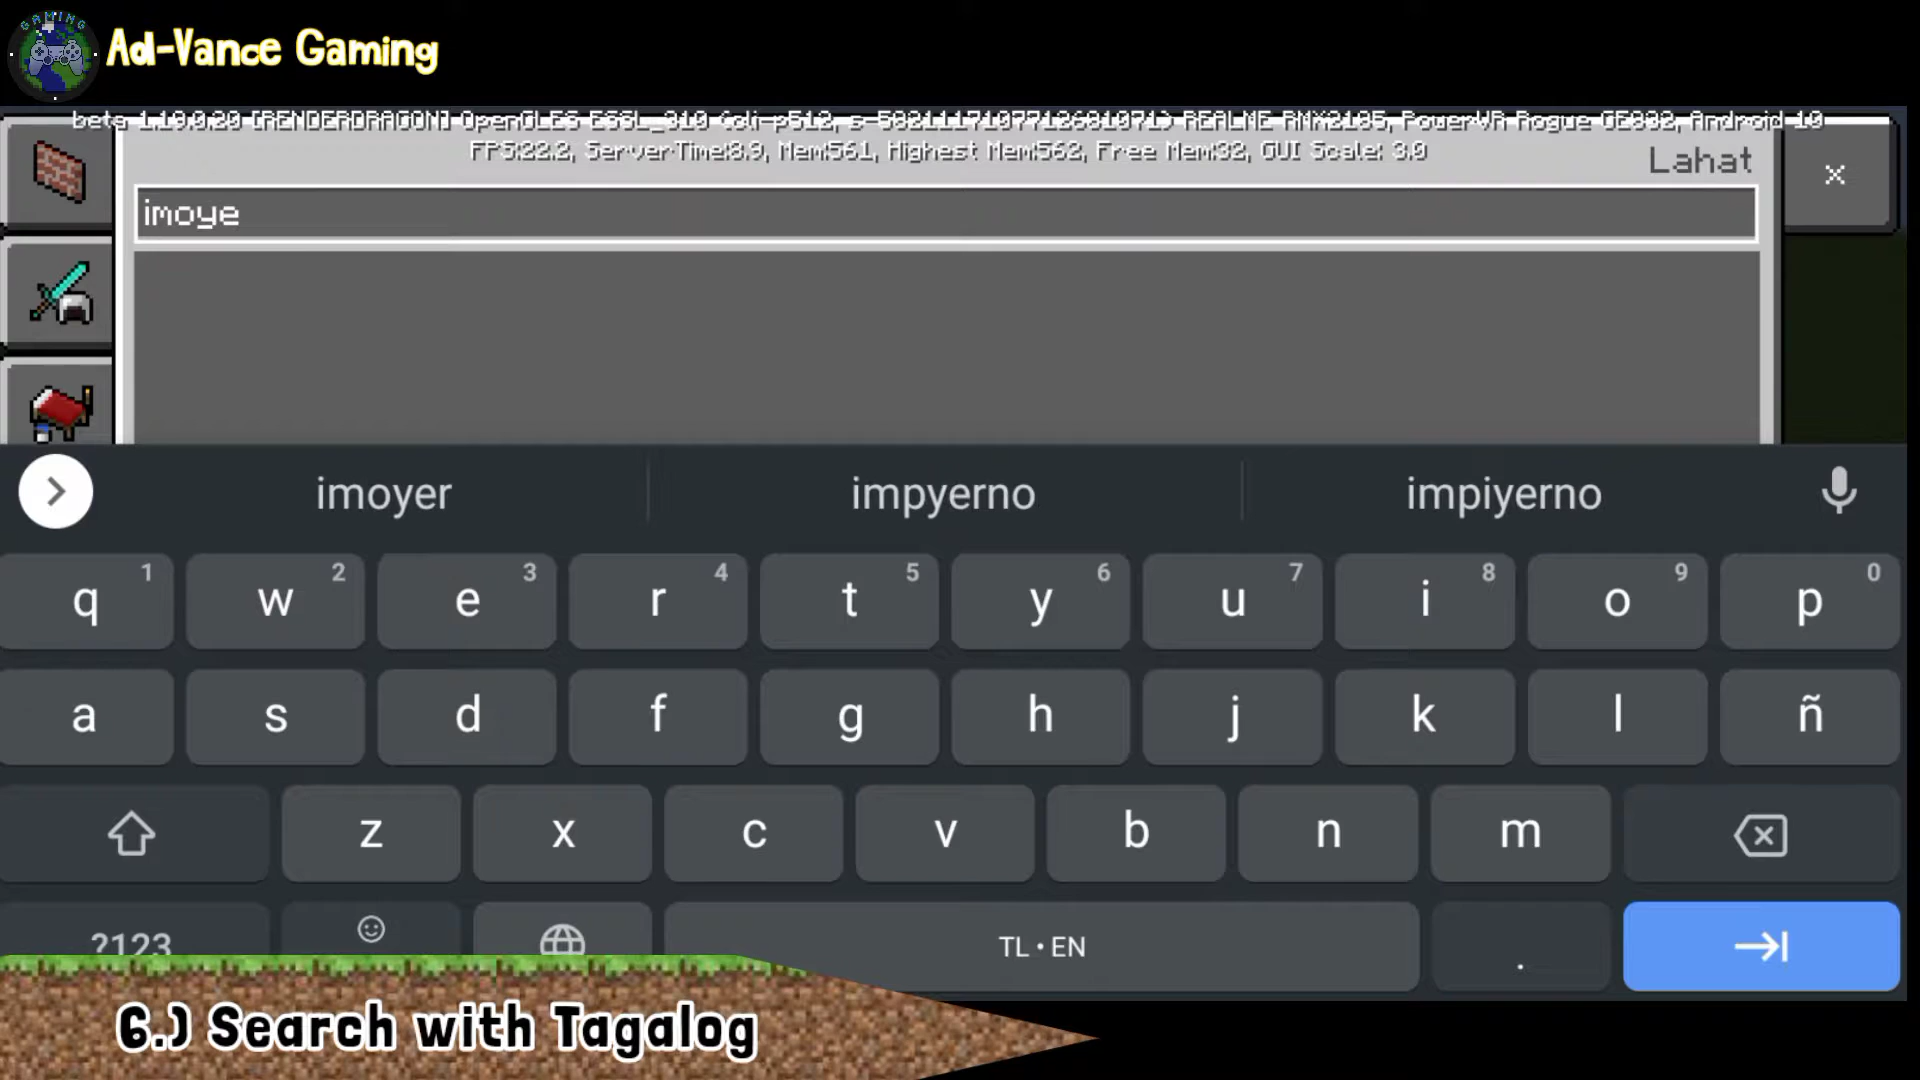 GAMING
Ad-Vance Gaming
FPS:22.2, ServerTime:8.9, Mem:561, Highest Mem:562, Free Mem:32, GUI Scale: 3.0
Lahat
imoye
imoyer impyerno impiyerno
q 1 w 2 e 3 r 4 t 5 y 6 u 7 i 8 o 9 p 0
a s d f g h j k l ñ
z x c v b n m
?123 TL • EN .
6.) Search with Tagalog